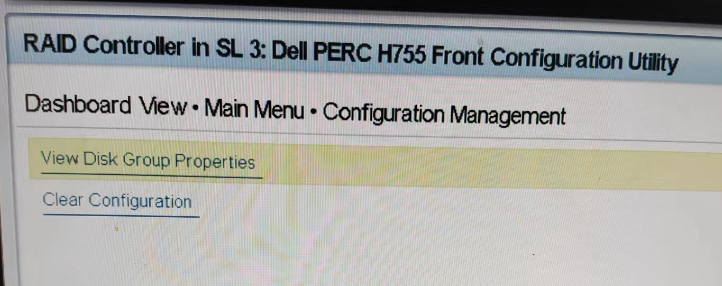 RAID Controller in SL 3: Dell PERC H755 Front Configuration Utility
Dashboard View • Main Menu • Configuration Management
View Disk Group Properties
Clear Configuration